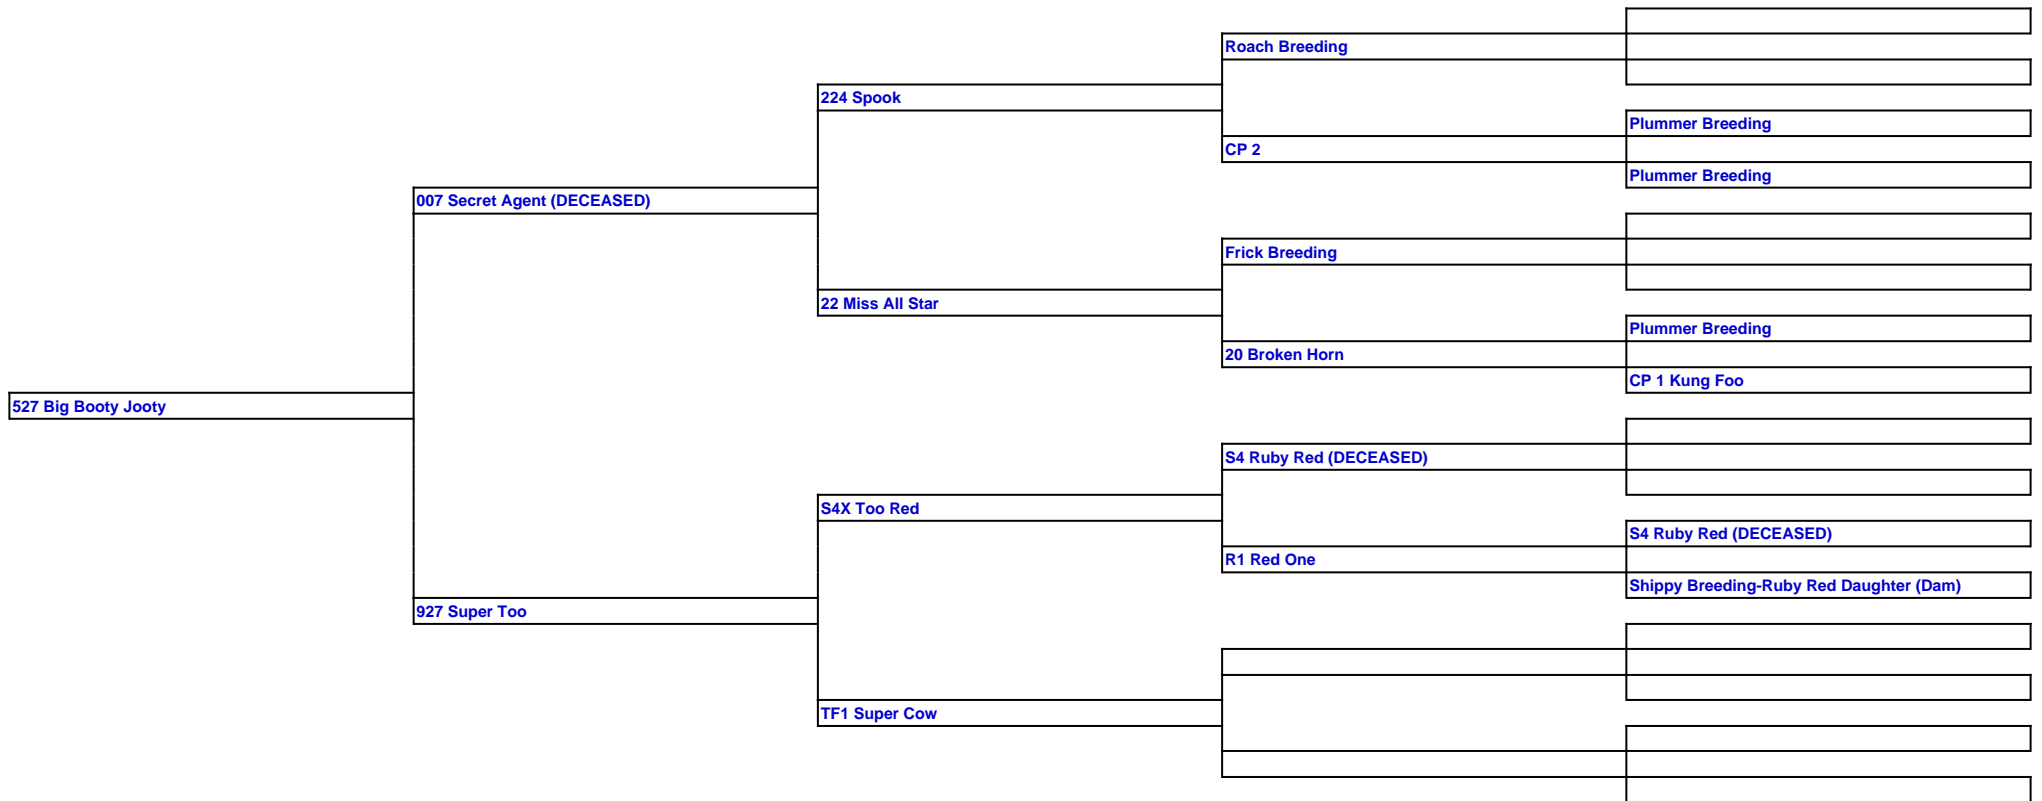 Roach Breeding
224 Spook
Plummer Breeding
CP 2
Plummer Breeding
007 Secret Agent (DECEASED)
Frick Breeding
22 Miss All Star
Plummer Breeding
20 Broken Horn
CP 1 Kung Foo
527 Big Booty Jooty
S4 Ruby Red (DECEASED)
S4X Too Red
S4 Ruby Red (DECEASED)
R1 Red One
Shippy Breeding-Ruby Red Daughter (Dam)
927 Super Too
TF1 Super Cow